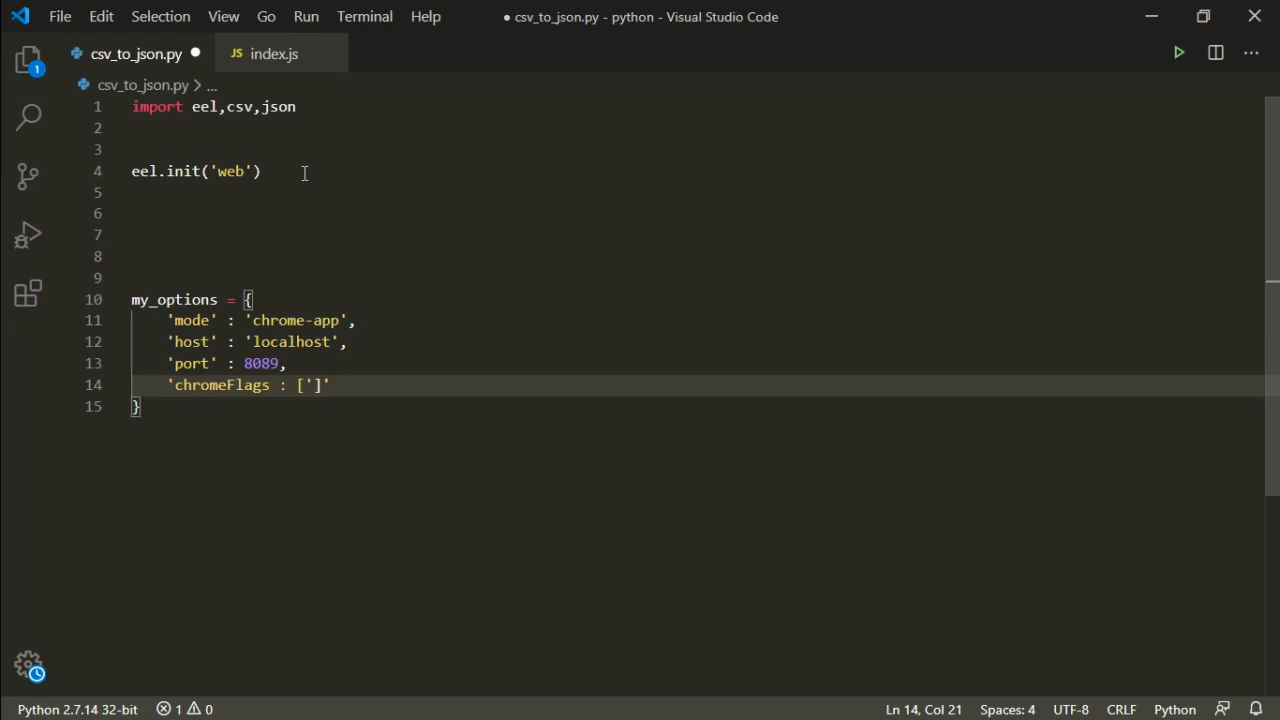 File Edit Selection View Go Run Terminal Help ● csv_to_json.py - python - Visual Studio Code
csv_to_json.py ● JS index.js
1
csv_to_json.py > ...
1 import eel,csv,json
2
3
4 eel.init('web')
5
6
7
8
9
10 my_options = {
11 'mode' : 'chrome-app',
12 'host' : 'localhost',
13 'port' : 8089,
14 'chromeFlags : [']'
15 }
Python 2.7.14 32-bit 1 0 Ln 14, Col 21 Spaces: 4 UTF-8 CRLF Python